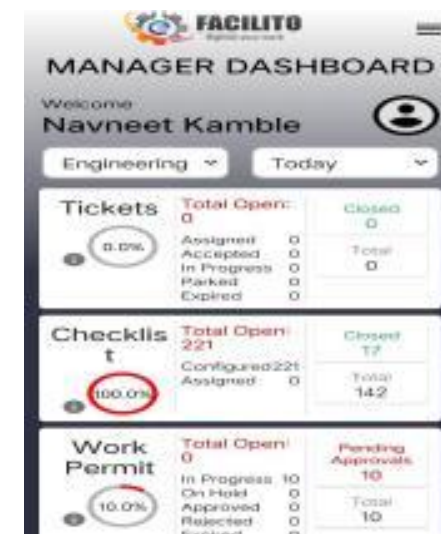 FACILITO
MANAGER DASHBOARD
Welcome
Navneet Kamble
Engineering
Today
Tickets
0.0%
Total Open:
0
Assigned 0
Accepted 0
In Progress 0
Parked 0
Expired 0
Closed
0
Total
0
Checklis
t
100.0%
Total Open:
221
Configured 221
Assigned 0
Closed
17
Total
142
Work
Permit
10.0%
Total Open:
0
In Progress 10
On Hold 0
Approved 0
Rejected 0
Pending
Approvals
10
Total
10